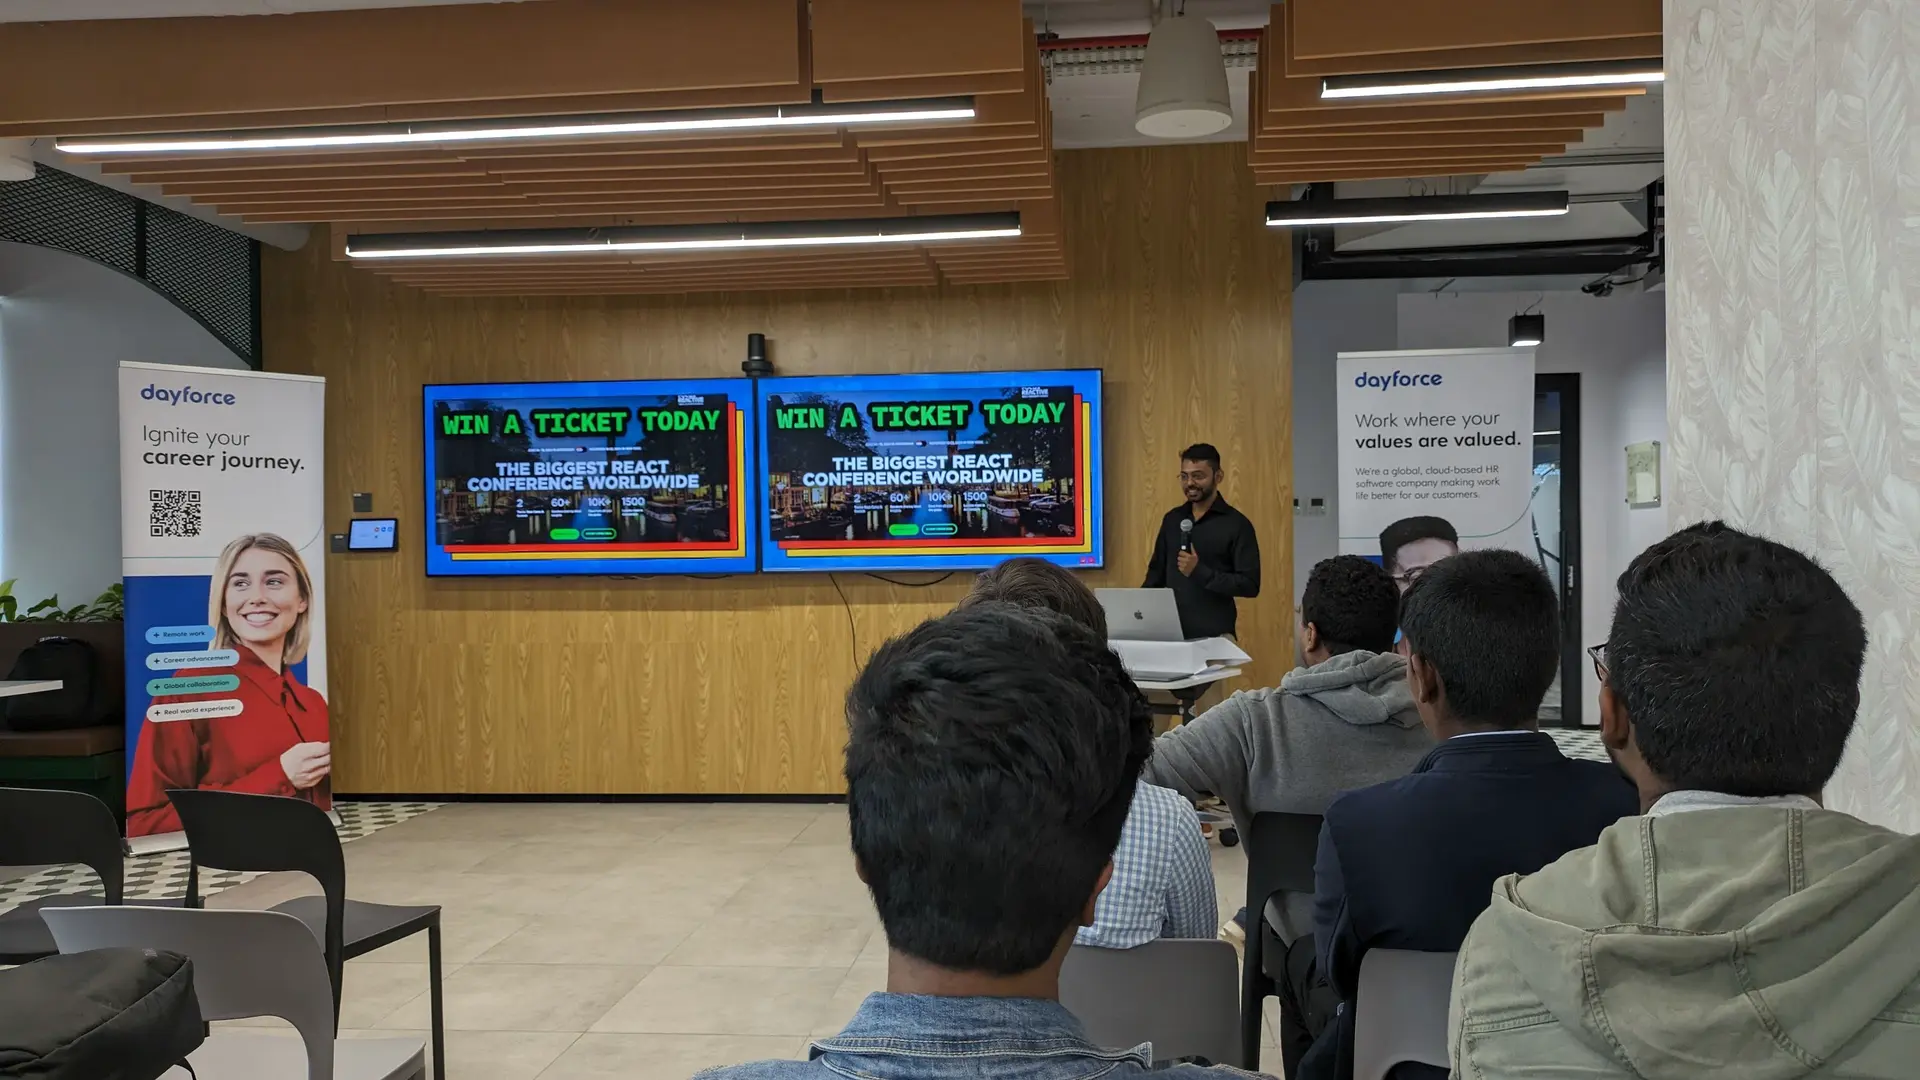 dayforce
Ignite your
career journey.
+ Remote work
+ Career advancement
+ Global collaboration
+ Real world experience
WIN A TICKET TODAY
THE BIGGEST REACT
CONFERENCE WORLDWIDE
2 60+ 10K+ 1500
WIN A TICKET TODAY
THE BIGGEST REACT
CONFERENCE WORLDWIDE
2 60+ 10K+ 1500
dayforce
Work where your
values are valued.
We're a global, cloud-based HR
software company making work
life better for our customers.